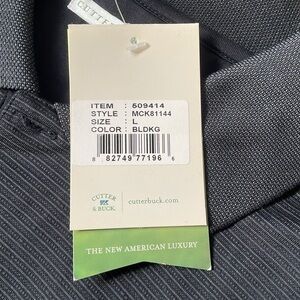 CUTTER
ITEM : 509414
STYLE : MCK81144
SIZE : L
COLOR : BLDKG
8 82749 77196 6
CUTTER
& BUCK
cutterbuck.com
THE NEW AMERICAN LUXURY